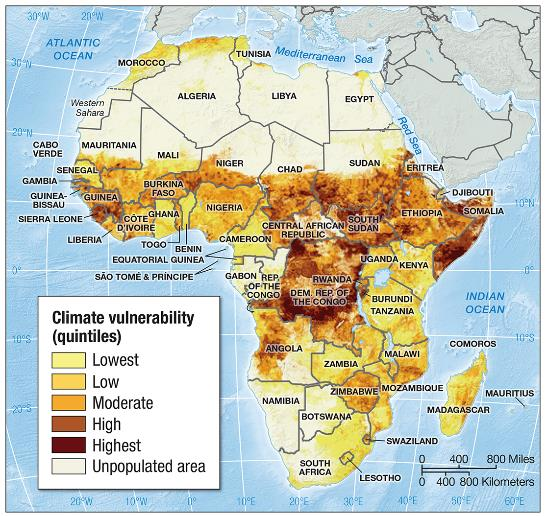 30°W
20°W
ATLANTIC
OCEAN
30°N
TUNISIA
Mediterranean Sea
MOROCCO
ALGERIA
LIBYA
EGYPT
Western
Sahara
20°N
Red Sea
CABO
VERDE
MAURITANIA
MALI
NIGER
CHAD
SUDAN
ERITREA
SENEGAL
GAMBIA
GUINEA-
BISSAU
GUINEA
BURKINA
FASO
NIGERIA
DJIBOUTI
10°N
SOMALIA
SIERRA LEONE
CÔTE
D'IVOIRE
GHANA
CENTRAL AFRICAN
REPUBLIC
SOUTH
SUDAN
ETHIOPIA
LIBERIA
TOGO
BENIN
CAMEROON
EQUATORIAL GUINEA
UGANDA
KENYA
0°
0°
SÃO TOMÉ & PRÍNCIPE
GABON
REP.
OF THE
CONGO
RWANDA
DEM. REP. OF
THE CONGO
BURUNDI
TANZANIA
INDIAN
OCEAN
Climate vulnerability
(quintiles)
Lowest
Low
Moderate
High
Highest
Unpopulated area
COMOROS
10°S
10°S
ANGOLA
MALAWI
ZAMBIA
ZIMBABWE
MOZAMBIQUE
MAURITIUS
MADAGASCAR
20°S
NAMIBIA
BOTSWANA
SWAZILAND
SOUTH
AFRICA
LESOTHO
0 400 800 Miles
0 400 800 Kilometers
20°W
10°W
0°
10°E
20°E
30°E
40°E
50°E
60°E